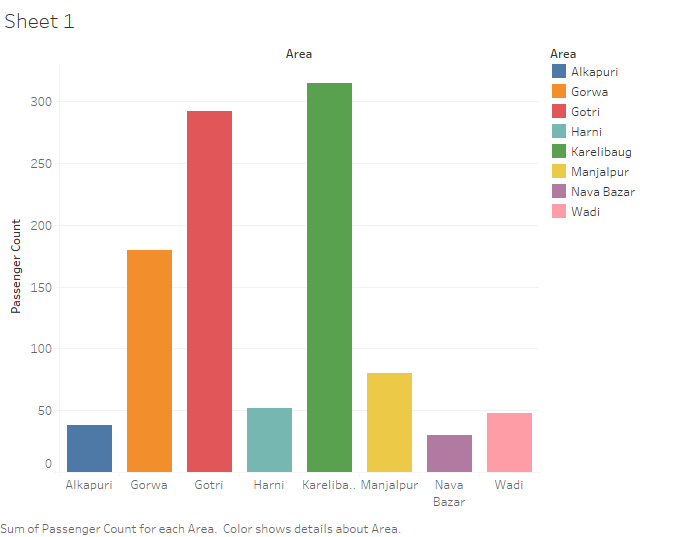 Sheet 1
Area
Passenger Count
300
250
200
150
100
50
0
Alkapuri
Gorwa
Gotri
Harni
Kareliba..
Manjalpur
Nava
Bazar
Wadi
Area
Alkapuri
Gorwa
Gotri
Harni
Karelibaug
Manjalpur
Nava Bazar
Wadi
Sum of Passenger Count for each Area. Color shows details about Area.